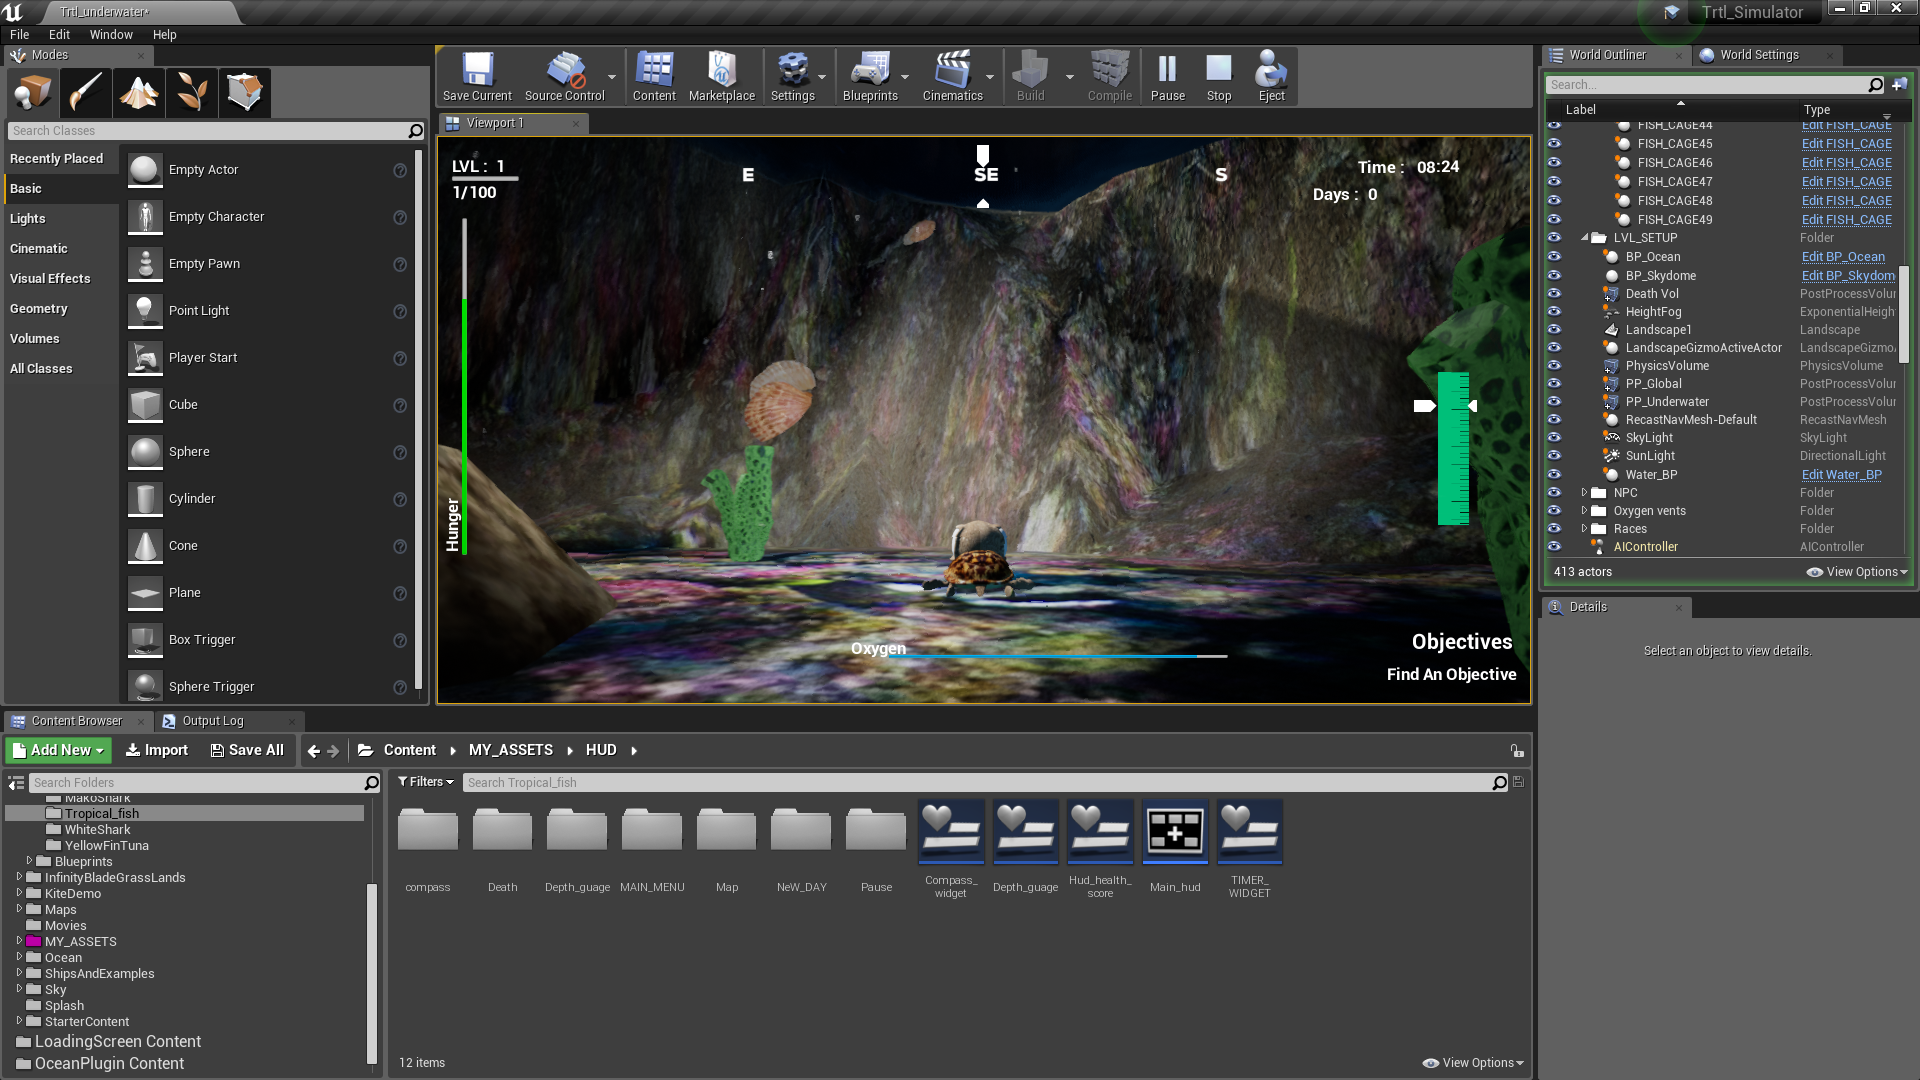 Trtl_underwater*
Trtl_Simulator
File Edit Window Help
Modes
Search Classes
Recently Placed
Basic
Lights
Cinematic
Visual Effects
Geometry
Volumes
All Classes
Empty Actor
Empty Character
Empty Pawn
Point Light
Player Start
Cube
Sphere
Cylinder
Cone
Plane
Box Trigger
Sphere Trigger
Save Current Source Control Content Marketplace Settings Blueprints Cinematics Build Compile Pause Stop Eject
Viewport 1
LVL : 1
1/100
E SE S
Time : 08:24
Days : 0
Hunger
Oxygen
Objectives
Find An Objective
World Outliner World Settings
Search...
Label Type
FISH_CAGE44 Edit FISH_CAGE
FISH_CAGE45 Edit FISH_CAGE
FISH_CAGE46 Edit FISH_CAGE
FISH_CAGE47 Edit FISH_CAGE
FISH_CAGE48 Edit FISH_CAGE
FISH_CAGE49 Edit FISH_CAGE
LVL_SETUP Folder
BP_Ocean Edit BP_Ocean
BP_Skydome Edit BP_Skydom
Death Vol PostProcessVolu
HeightFog ExponentialHeigh
Landscape1 Landscape
LandscapeGizmoActiveActor LandscapeGizmo
PhysicsVolume PhysicsVolume
PP_Global PostProcessVolu
PP_Underwater PostProcessVolu
RecastNavMesh-Default RecastNavMesh
SkyLight SkyLight
SunLight DirectionalLight
Water_BP Edit Water_BP
NPC Folder
Oxygen vents Folder
Races Folder
AIController AIController
413 actors View Options
Details
Select an object to view details.
Content Browser Output Log
Add New Import Save All Content MY_ASSETS HUD
Search Folders
MakoShark
Tropical_fish
WhiteShark
YellowFinTuna
Blueprints
InfinityBladeGrassLands
KiteDemo
Maps
Movies
MY_ASSETS
Ocean
ShipsAndExamples
Sky
Splash
StarterContent
LoadingScreen Content
OceanPlugin Content
Filters Search Tropical_fish
compass
Death
Depth_guage
MAIN_MENU
Map
NeW_DAY
Pause
Compass_
widget
Depth_guage
Hud_health_
score
Main_hud
TIMER_
WIDGET
12 items View Options